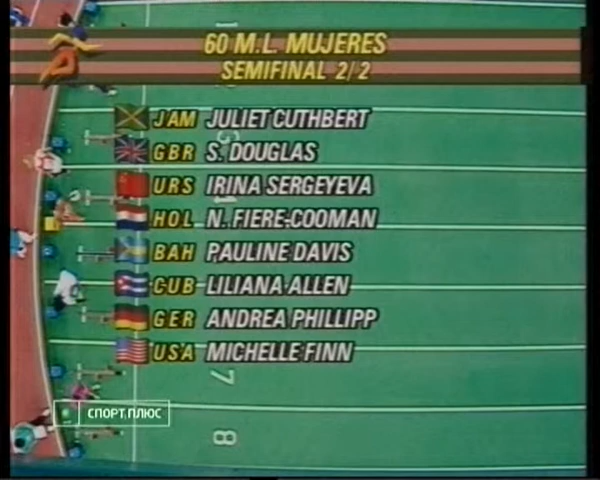 60 M.L. MUJERES
SEMIFINAL 2/2
JAM JULIET CUTHBERT
GBR S. DOUGLAS
URS IRINA SERGEYEVA
HOL N. FIERE-COOMAN
BAH PAULINE DAVIS
CUB LILIANA ALLEN
GER ANDREA PHILLIPP
USA MICHELLE FINN
3
7
СПОРТ ПЛЮС
8